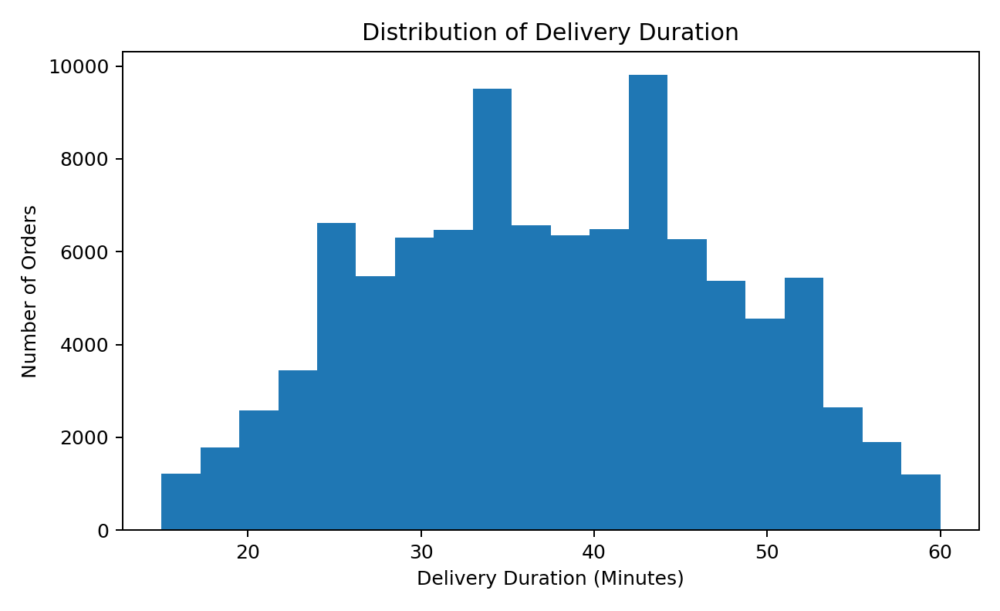 Distribution of Delivery Duration
10000
8000
6000
4000
2000
0
Number of Orders
20 30 40 50 60
Delivery Duration (Minutes)